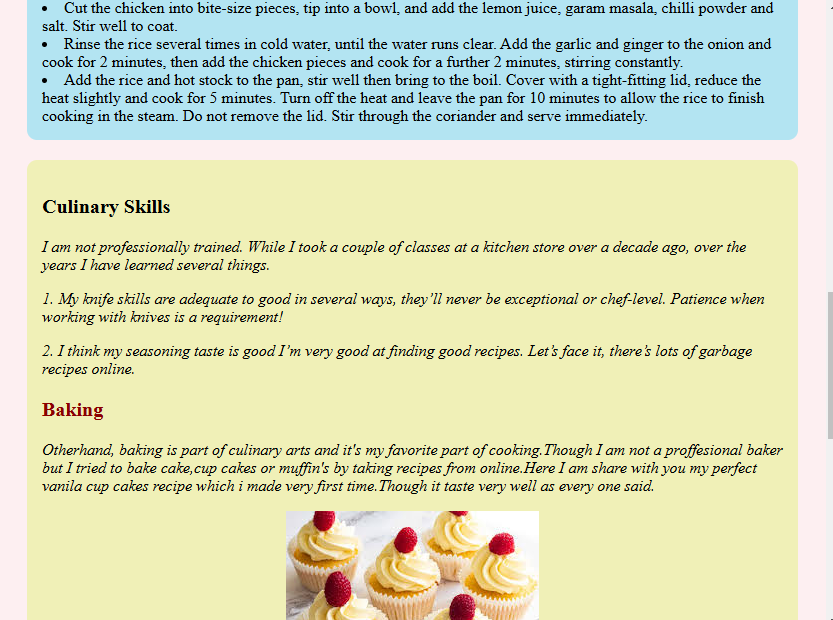 • Cut the chicken into bite-size pieces, tip into a bowl, and add the lemon juice, garam masala, chilli powder and
salt. Stir well to coat.
• Rinse the rice several times in cold water, until the water runs clear. Add the garlic and ginger to the onion and
cook for 2 minutes, then add the chicken pieces and cook for a further 2 minutes, stirring constantly.
• Add the rice and hot stock to the pan, stir well then bring to the boil. Cover with a tight-fitting lid, reduce the
heat slightly and cook for 5 minutes. Turn off the heat and leave the pan for 10 minutes to allow the rice to finish
cooking in the steam. Do not remove the lid. Stir through the coriander and serve immediately.
Culinary Skills
I am not professionally trained. While I took a couple of classes at a kitchen store over a decade ago, over the
years I have learned several things.
1. My knife skills are adequate to good in several ways, they’ll never be exceptional or chef-level. Patience when
working with knives is a requirement!
2. I think my seasoning taste is good I’m very good at finding good recipes. Let’s face it, there’s lots of garbage
recipes online.
Baking
Otherhand, baking is part of culinary arts and it's my favorite part of cooking.Though I am not a proffesional baker
but I tried to bake cake,cup cakes or muffin's by taking recipes from online.Here I am share with you my perfect
vanila cup cakes recipe which i made very first time.Though it taste very well as every one said.